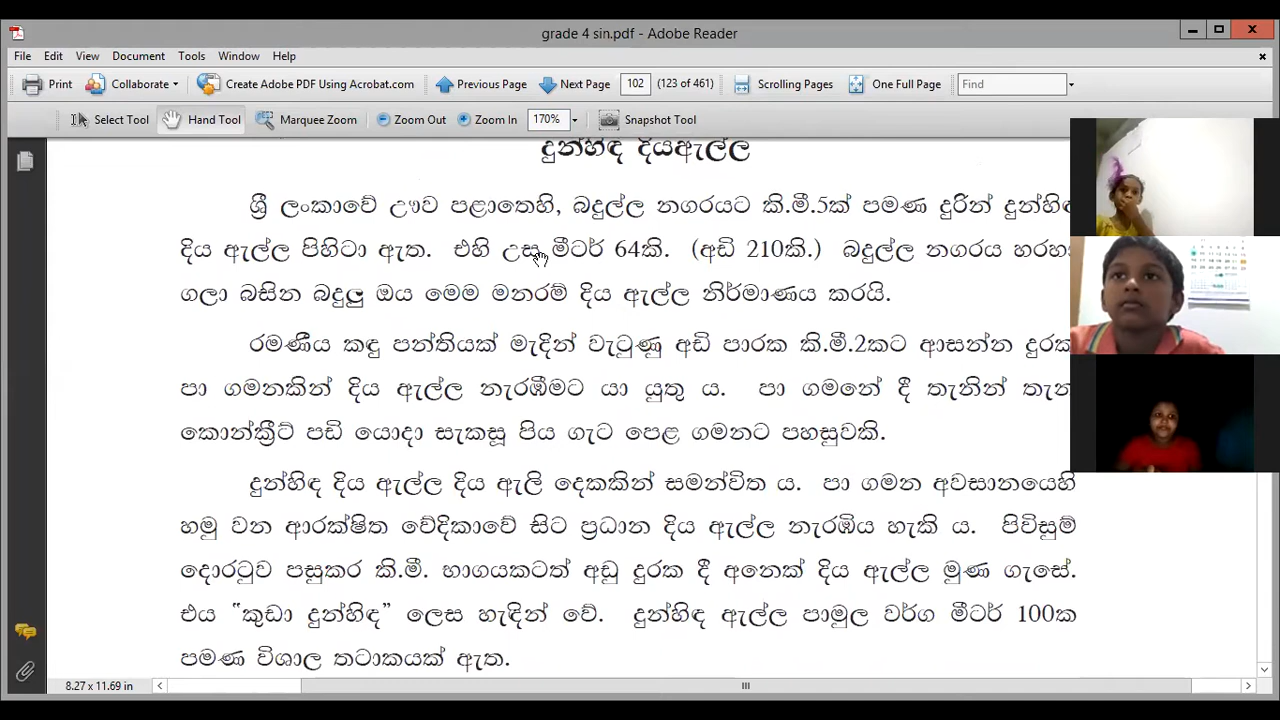 grade 4 sin.pdf - Adobe Reader
File Edit View Document Tools Window Help
Print Collaborate Create Adobe PDF Using Acrobat.com Previous Page Next Page 102 (123 of 461) Scrolling Pages One Full Page Find
Select Tool Hand Tool Marquee Zoom Zoom Out Zoom In 170% Snapshot Tool
දුන්හිඳ දියඇල්ල
ශ්‍රී ලංකාවේ ඌව පළාතෙහි, බදුල්ල නගරයට කි.මී.5ක් පමණ දුරින් දුන්හිඳ
දිය ඇල්ල පිහිටා ඇත. එහි උස මීටර් 64කි. (අඩි 210කි.) බදුල්ල නගරය හරහා
ගලා බසින බදුලු ඔය මෙම මනරම් දිය ඇල්ල නිර්මාණය කරයි.
රමණීය කඳු පන්තියක් මැදින් වැටුණු අඩි පාරක කි.මී.2කට ආසන්න දුරක්
පා ගමනකින් දිය ඇල්ල නැරඹීමට යා යුතු ය. පා ගමනේ දී තැනින් තැන
කොන්ක්‍රීට් පඩි යොදා සැකසූ පිය ගැට පෙළ ගමනට පහසුවකි.
දුන්හිඳ දිය ඇල්ල දිය ඇලි දෙකකින් සමන්විත ය. පා ගමන අවසානයෙහි
හමු වන ආරක්ෂිත වේදිකාවේ සිට ප්‍රධාන දිය ඇල්ල නැරඹිය හැකි ය. පිවිසුම්
දොරටුව පසුකර කි.මී. භාගයකටත් අඩු දුරක දී අනෙක් දිය ඇල්ල මුණ ගැසේ.
එය “කුඩා දුන්හිඳ” ලෙස හැඳින් වේ. දුන්හිඳ ඇල්ල පාමුල වර්ග මීටර් 100ක
පමණ විශාල තටාකයක් ඇත.
8.27 x 11.69 in